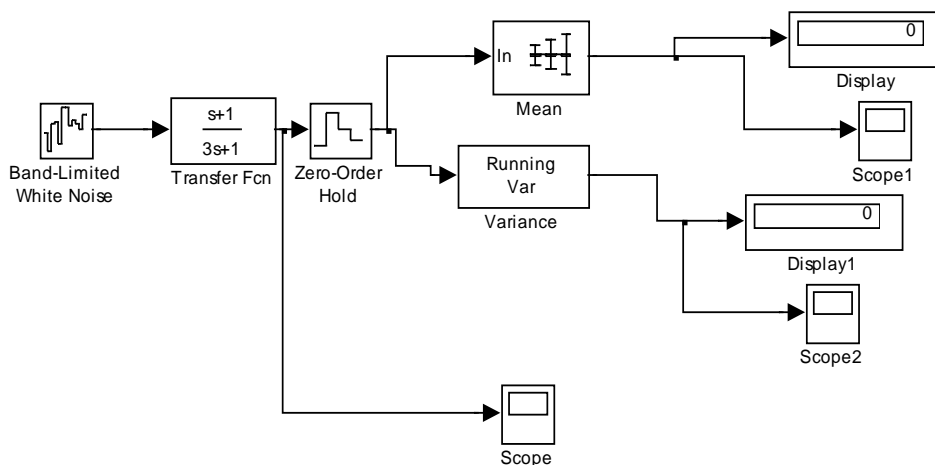 0
Display
In
Mean
Band-Limited
White Noise
s+1
3s+1
Transfer Fcn
Zero-Order
Hold
Scope1
Running
Var
Variance
0
Display1
Scope2
Scope